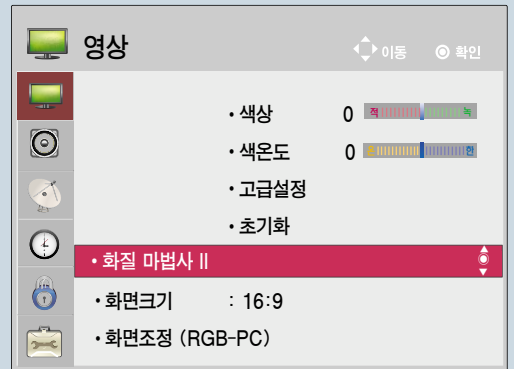 영상 이동 확인
·색상 0 적 녹
·색온도 0 온 한
·고급설정
·초기화
·화질 마법사 II
·화면크기 : 16:9
·화면조정 (RGB-PC)